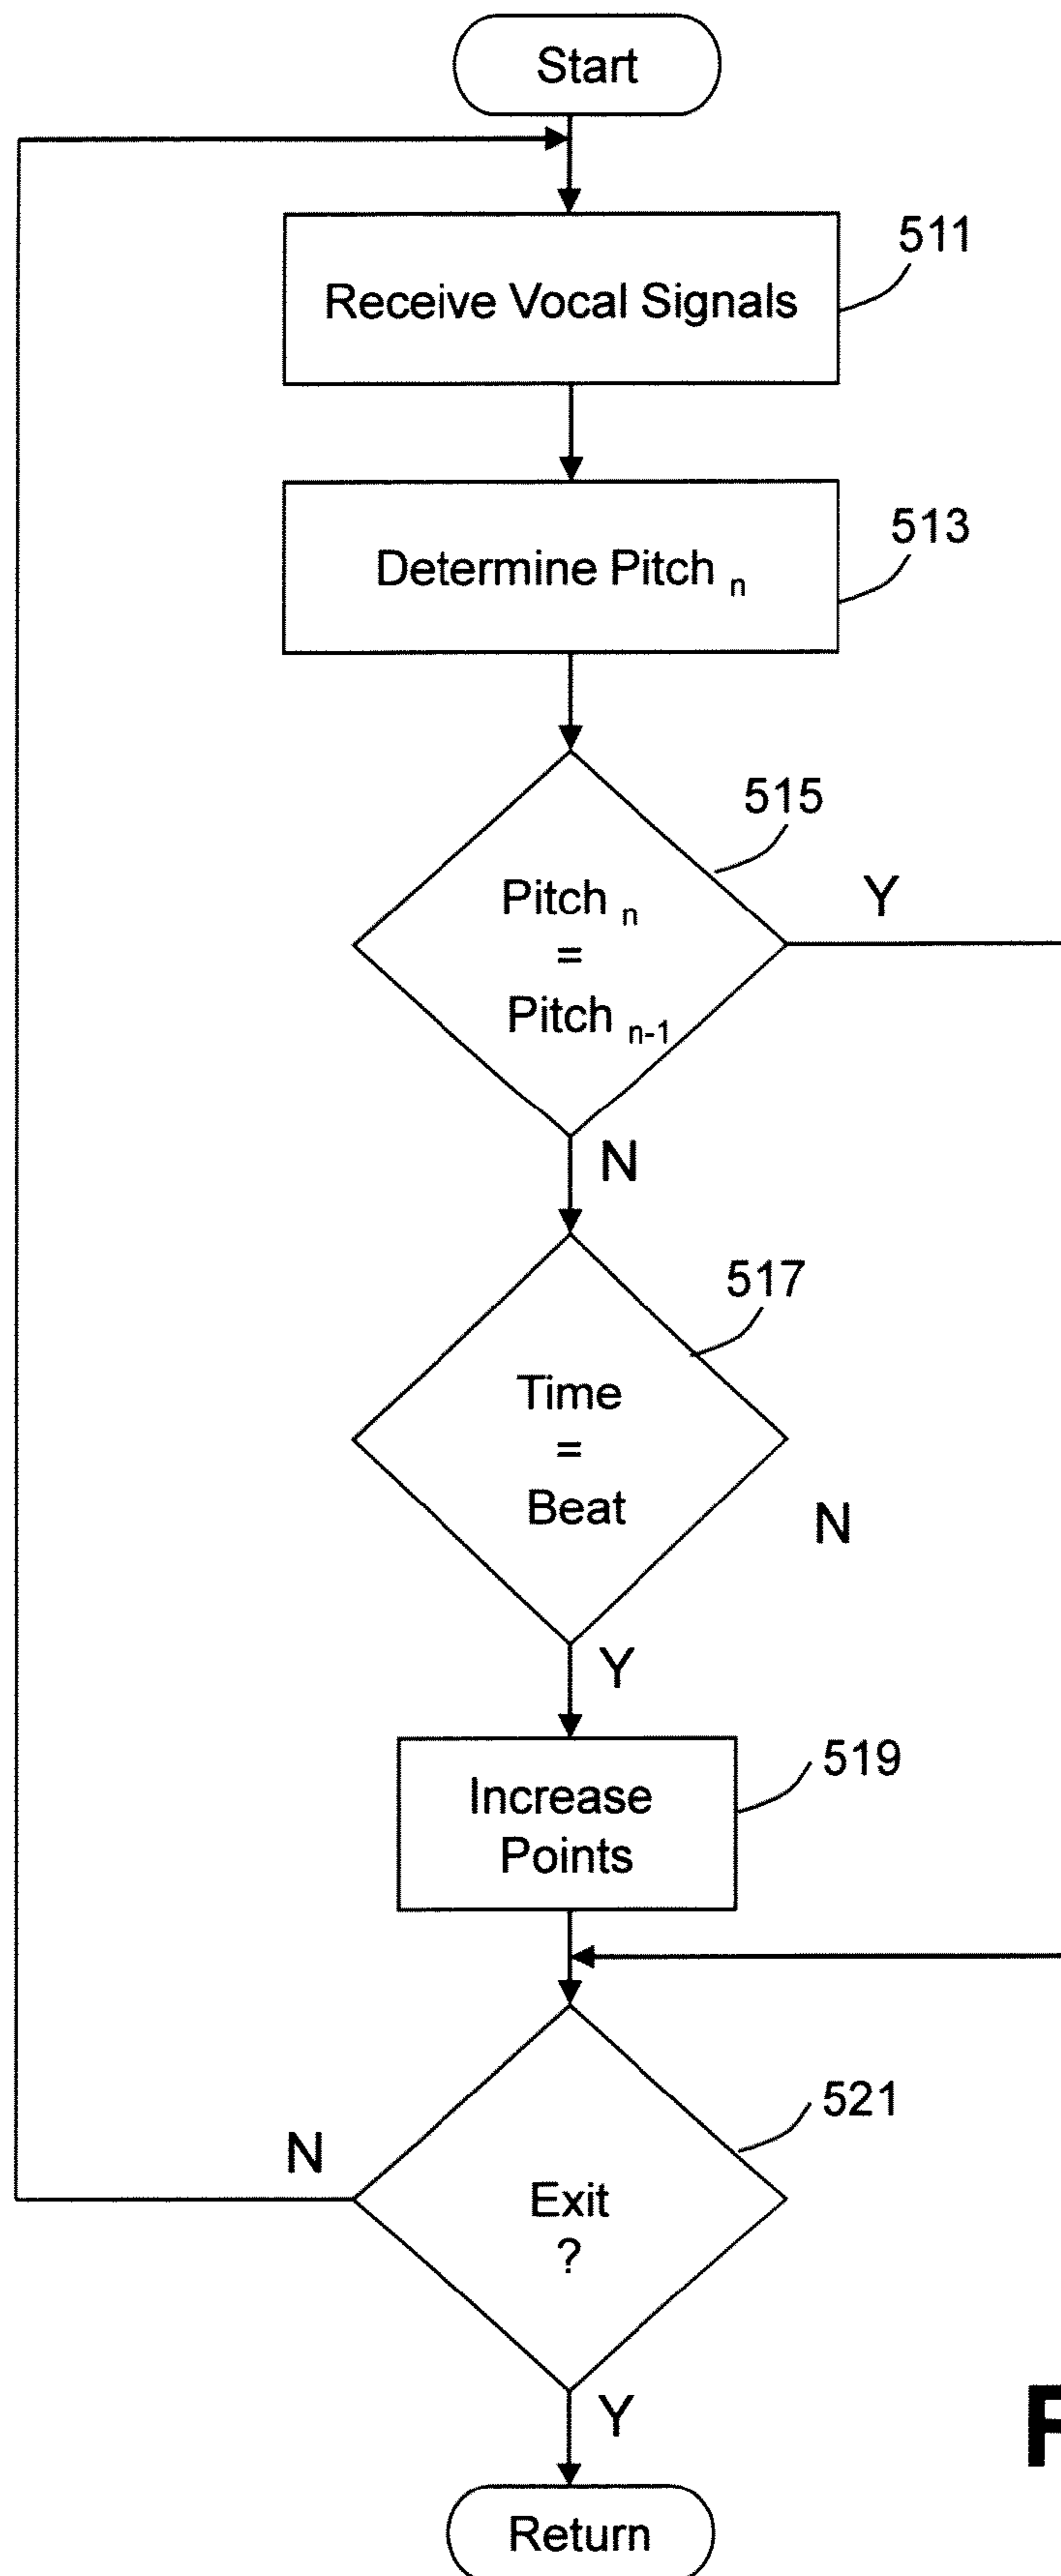 Start
511
Receive Vocal Signals
513
Determine Pitch n
515
Pitch n
=
Pitch n-1
Y
N
517
Time
=
Beat
N
Y
519
Increase
Points
521
N
Exit
?
Y
Return